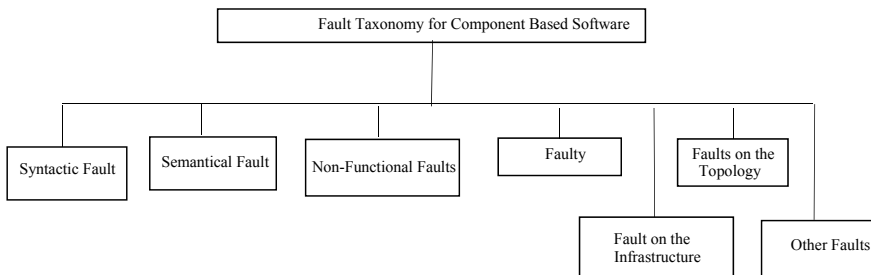 Fault Taxonomy for Component Based Software
Syntactic Fault
Semantical Fault
Non-Functional Faults
Faulty
Faults on the
Topology
Fault on the
Infrastructure
Other Faults